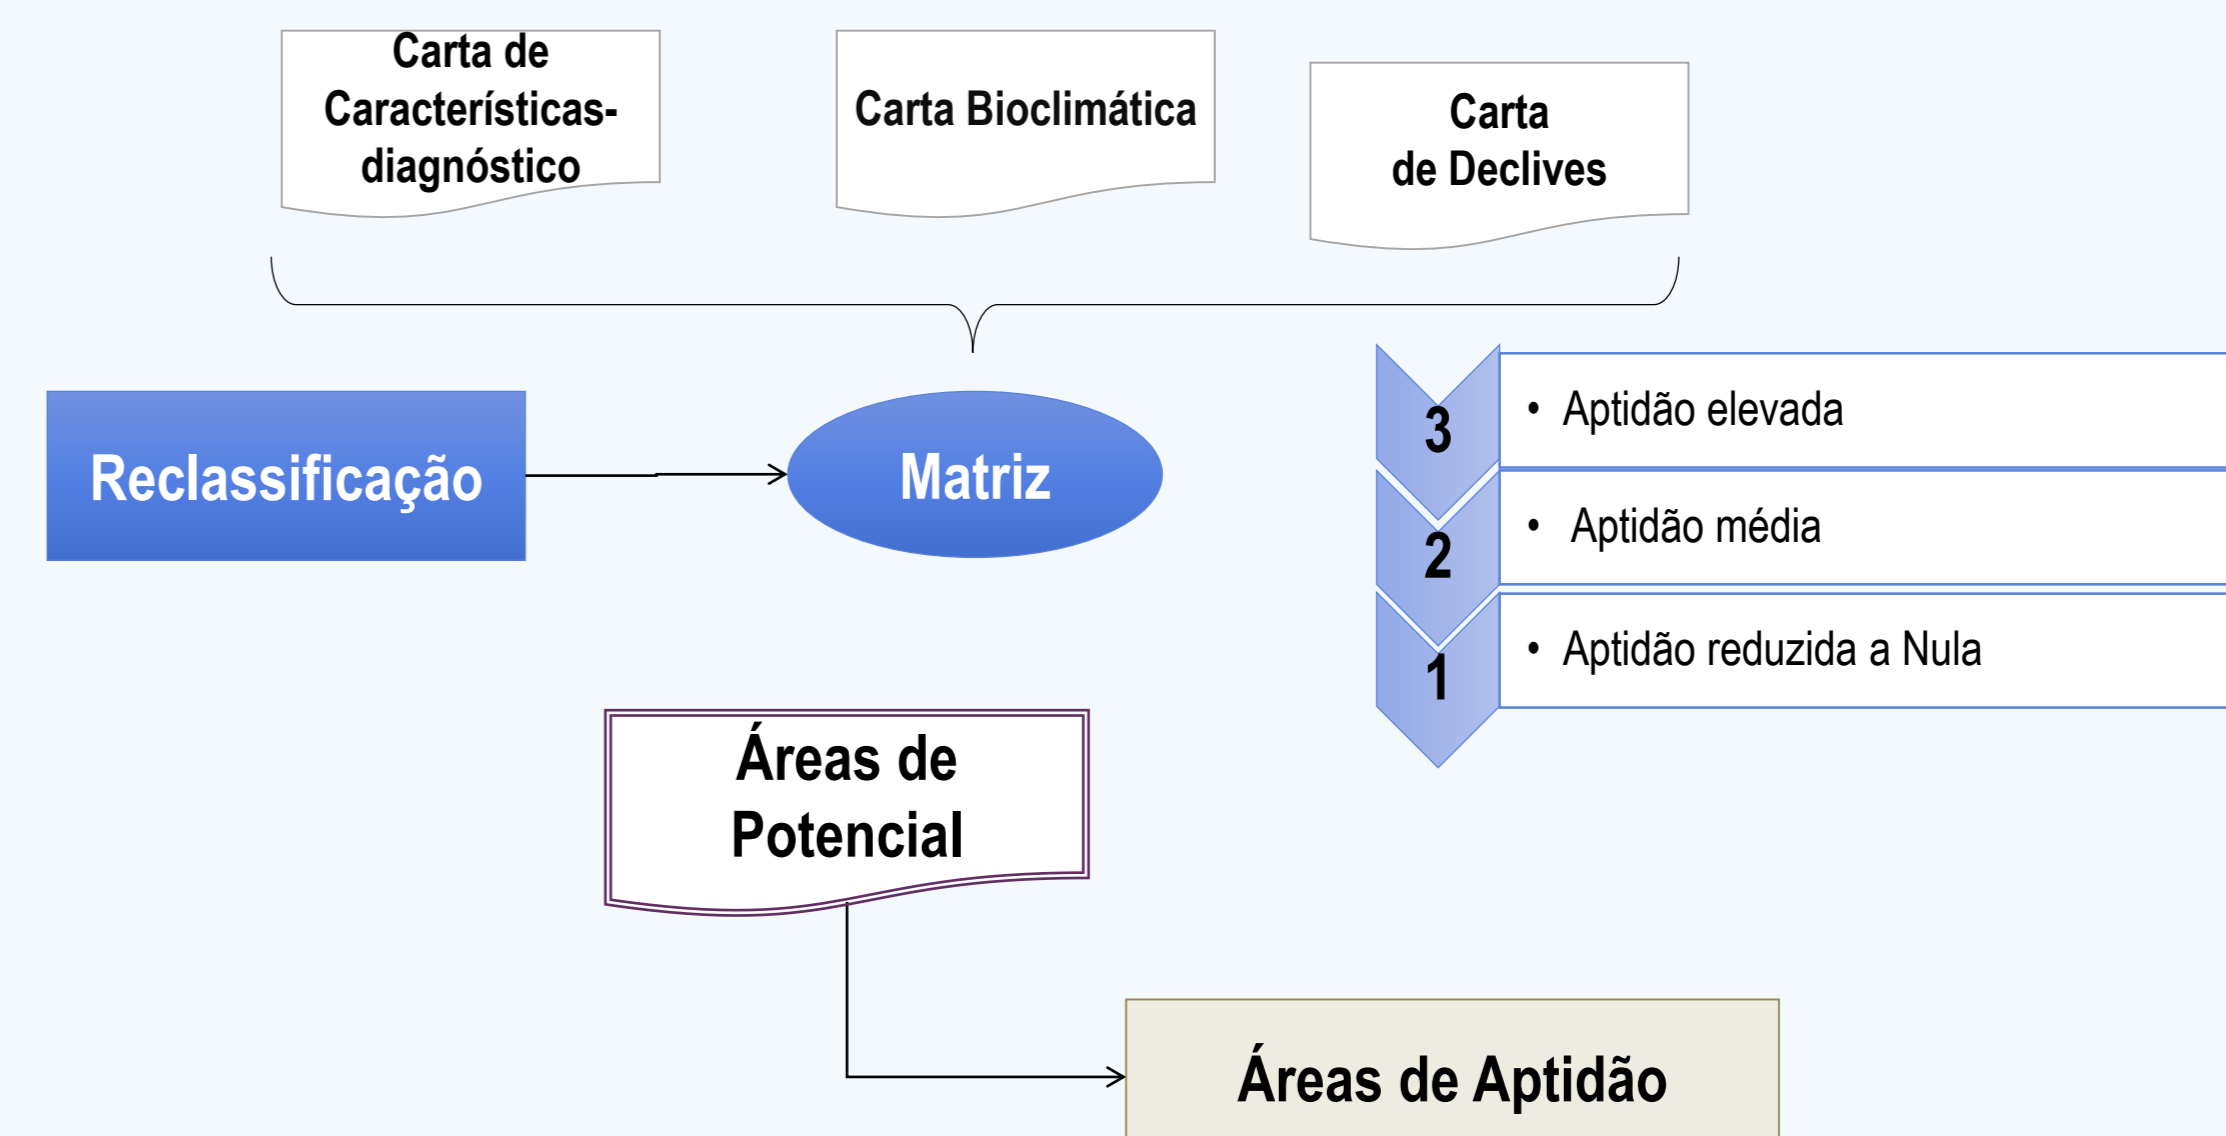 Carta de
Características-
diagnóstico
Carta Bioclimática
Carta
de Declives
Reclassificação
Matriz
3
• Aptidão elevada
2
• Aptidão média
1
• Aptidão reduzida a Nula
Áreas de
Potencial
Áreas de Aptidão